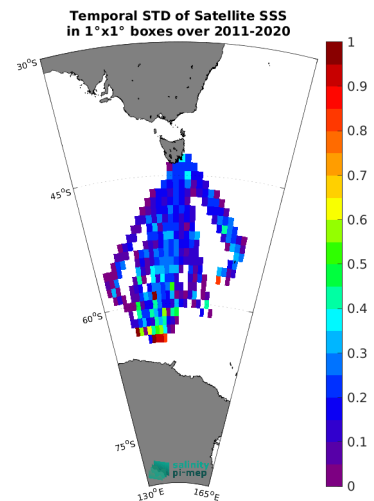 Temporal STD of Satellite SSS
in 1°x1° boxes over 2011-2020
30°S
45°S
60°S
75°S
130°E
165°E
1
0.9
0.8
0.7
0.6
0.5
0.4
0.3
0.2
0.1
0
salinity
pi-mep